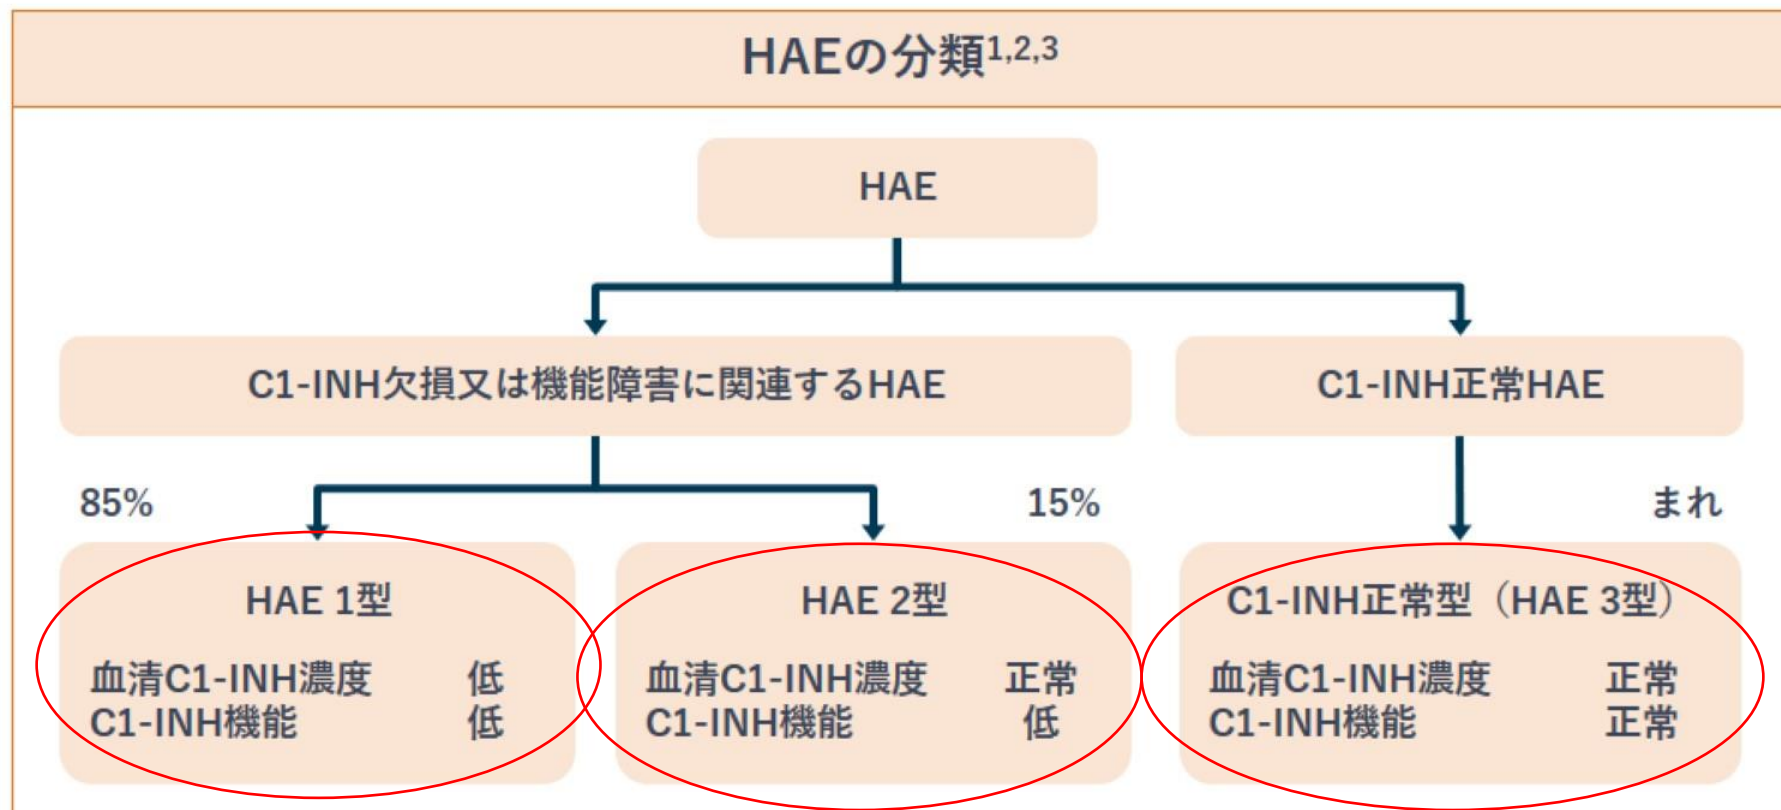 HAEの分類1,2,3
HAE
C1-INH欠損又は機能障害に関連するHAE
C1-INH正常HAE
85%
15%
まれ
HAE 1型
血清C1-INH濃度 低
C1-INH機能 低
HAE 2型
血清C1-INH濃度 正常
C1-INH機能 低
C1-INH正常型（HAE 3型）
血清C1-INH濃度 正常
C1-INH機能 正常